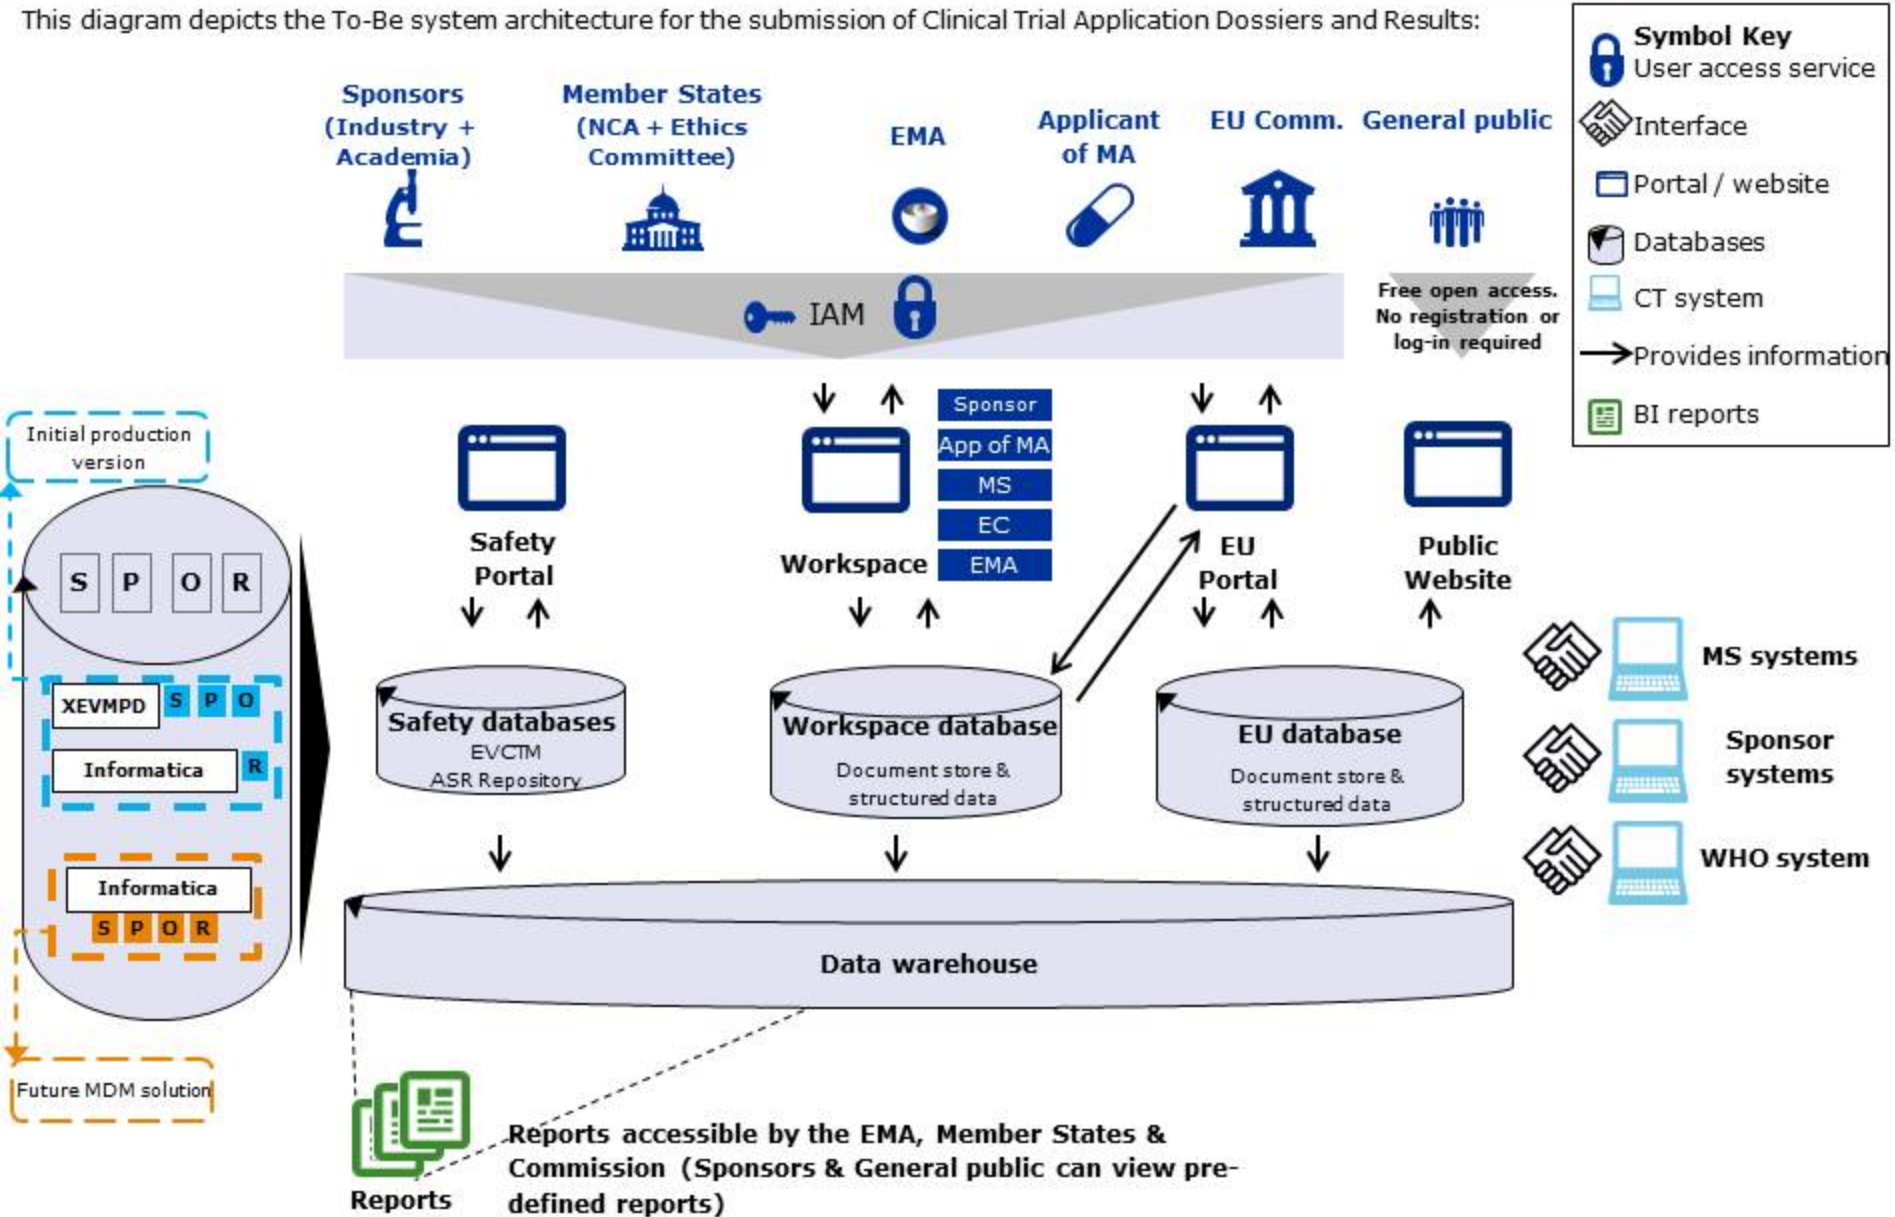 This diagram depicts the To-Be system architecture for the submission of Clinical Trial Application Dossiers and Results:
Symbol Key
User access service
Interface
Portal / website
Databases
CT system
Provides information
BI reports
Sponsors
(Industry +
Academia)
Member States
(NCA + Ethics
Committee)
EMA
Applicant
of MA
EU Comm.
General public
IAM
Free open access.
No registration or
log-in required
Initial production
version
S P O R
XEVMPD S P O
Informatica R
Informatica
S P O R
Future MDM solution
Safety
Portal
Workspace
Sponsor
App of MA
MS
EC
EMA
EU
Portal
Public
Website
Safety databases
EVCTM
ASR Repository
Workspace database
Document store &
structured data
EU database
Document store &
structured data
MS systems
Sponsor
systems
WHO system
Data warehouse
Reports
Reports accessible by the EMA, Member States &
Commission (Sponsors & General public can view pre-
defined reports)